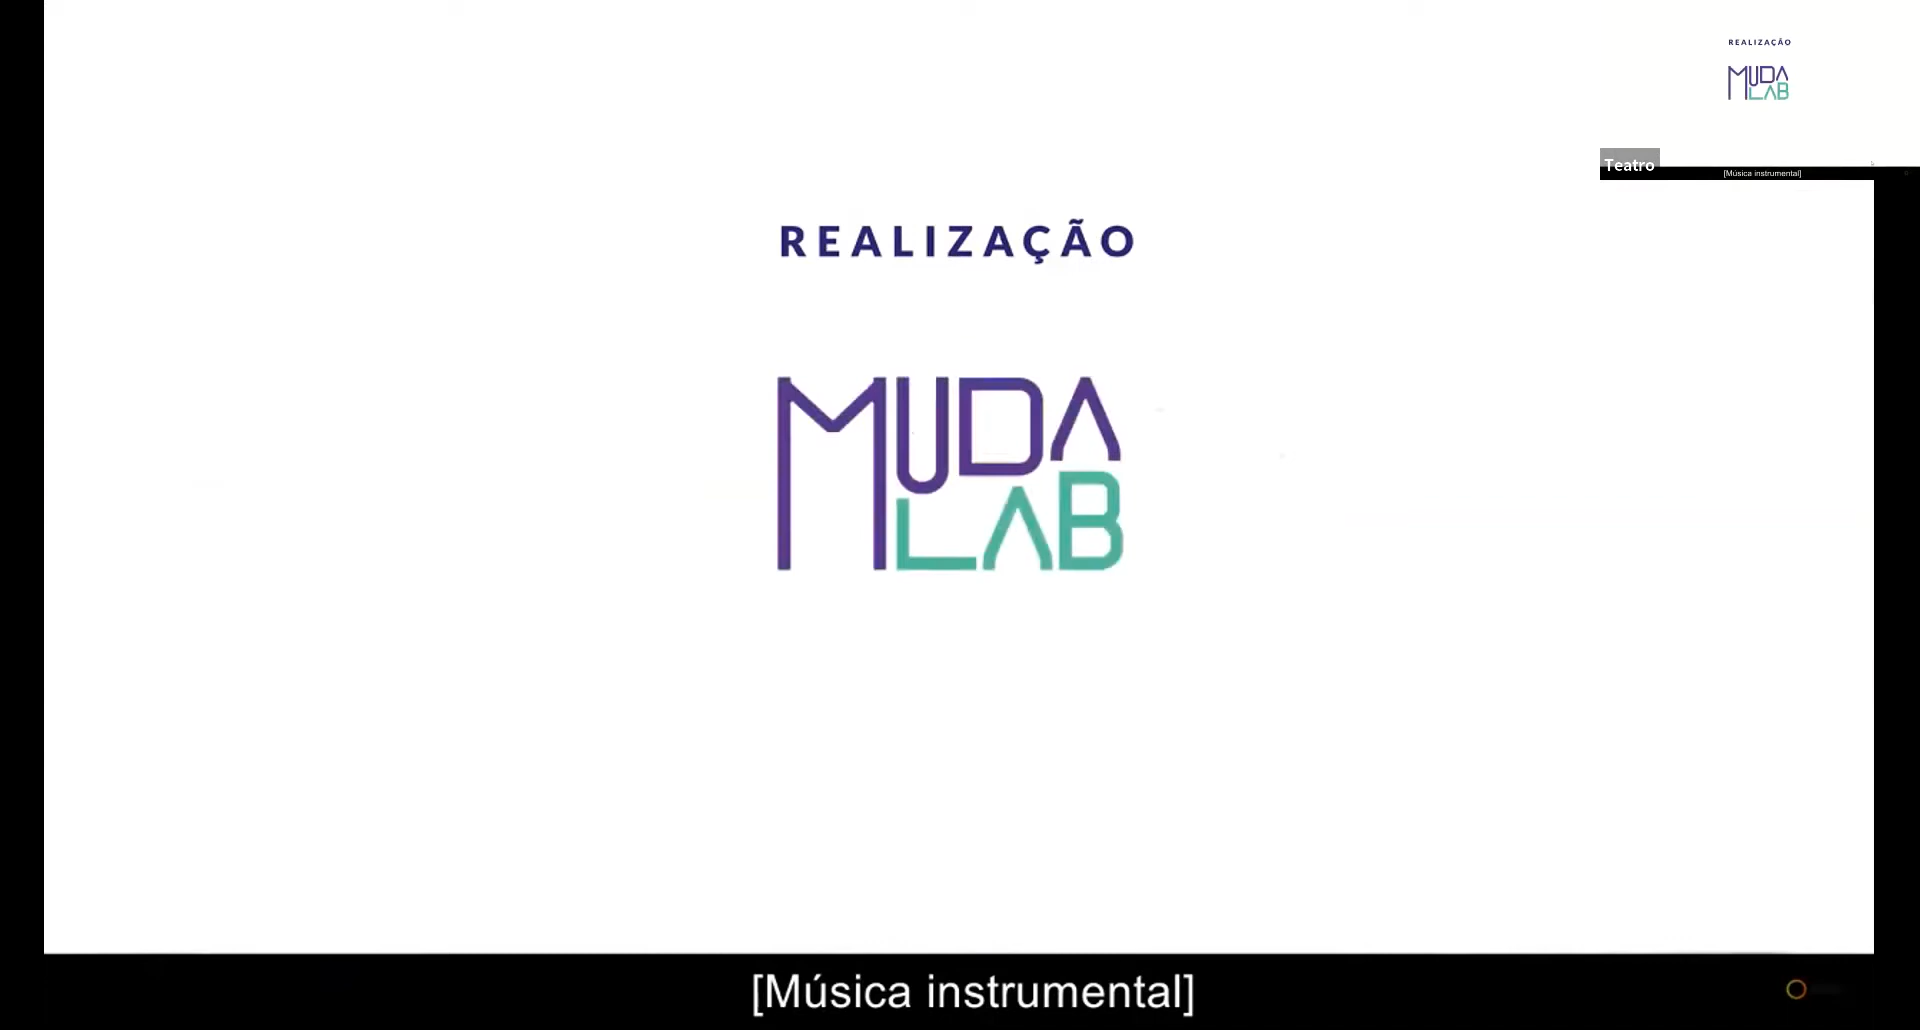 REALIZAÇÃO
MUDA
LAB
Teatro
[Música instrumental]
REALIZAÇÃO
MUDA
LAB
[Música instrumental]